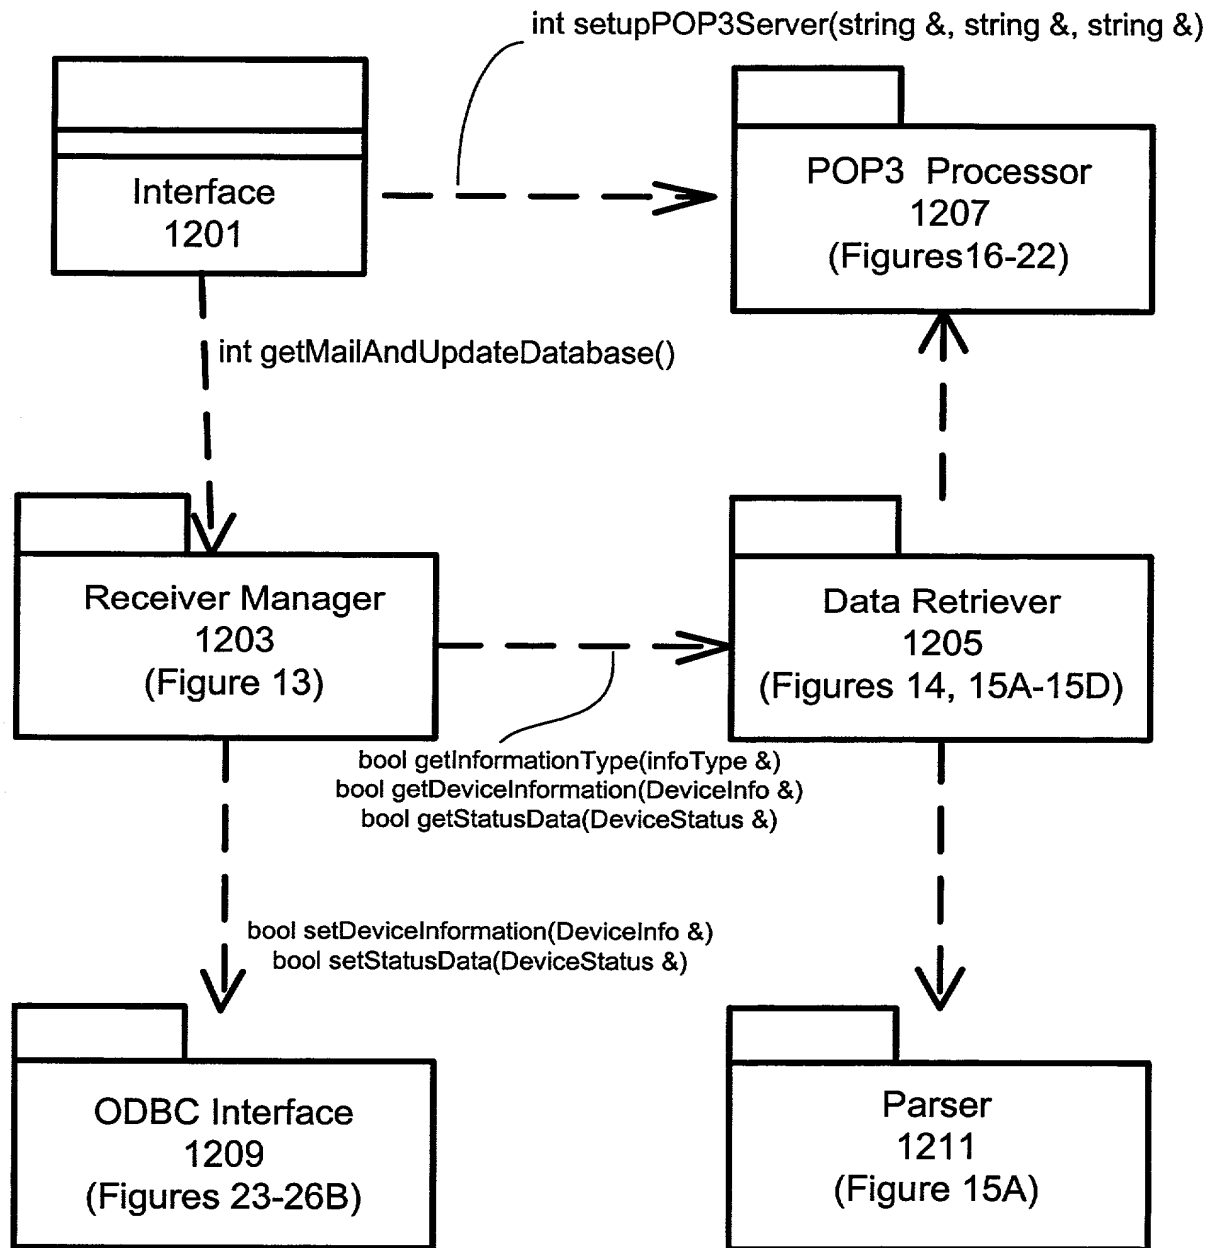 int setupPOP3Server(string &, string &, string &)
Interface
1201
POP3 Processor
1207
(Figures16-22)
int getMailAndUpdateDatabase()
Receiver Manager
1203
(Figure 13)
Data Retriever
1205
(Figures 14, 15A-15D)
bool getInformationType(infoType &)
bool getDeviceInformation(DeviceInfo &)
bool getStatusData(DeviceStatus &)
bool setDeviceInformation(DeviceInfo &)
bool setStatusData(DeviceStatus &)
ODBC Interface
1209
(Figures 23-26B)
Parser
1211
(Figure 15A)